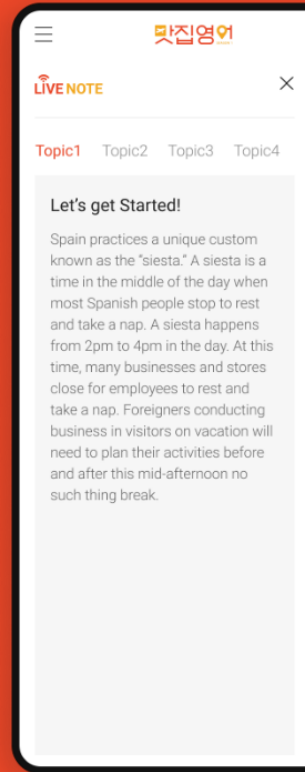 맛집영어
LIVE NOTE
Topic1 Topic2 Topic3 Topic4
Let's get Started!
Spain practices a unique custom
known as the "siesta." A siesta is a
time in the middle of the day when
most Spanish people stop to rest
and take a nap. A siesta happens
from 2pm to 4pm in the day. At this
time, many businesses and stores
close for employees to rest and
take a nap. Foreigners conducting
business in visitors on vacation will
need to plan their activities before
and after this mid-afternoon no
such thing break.